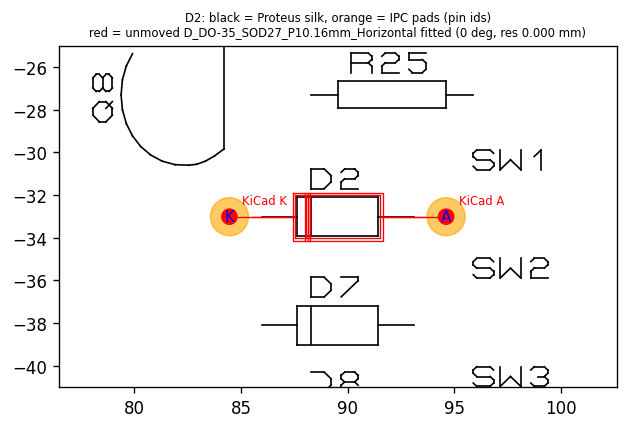 D2: black = Proteus silk, orange = IPC pads (pin ids)
red = unmoved D_DO-35_SOD27_P10.16mm_Horizontal fitted (0 deg, res 0.000 mm)
−26
−28
−30
−32
−34
−36
−38
−40
Q8
R25
SW1
D2
KiCad K
KiCad A
K
A
SW2
D7
D8
SW3
80
85
90
95
100